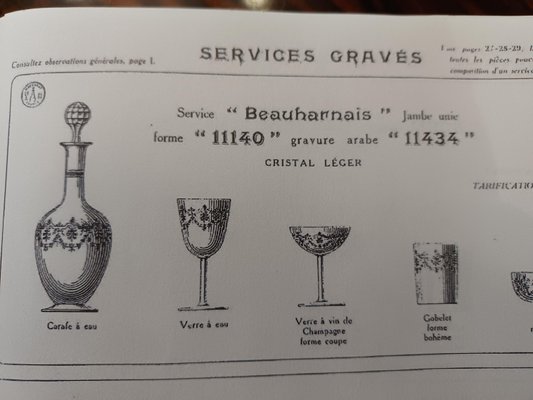 Consultez observations générales, page 1.
SERVICES GRAVÉS
pages 27-28-29,
toutes les pièces
composition d'un service
Service “ Beauharnais ” Jambe unie
forme “ 11140 ” gravure arabe “ 11434 ”
CRISTAL LÉGER
TARIFICATION
Carafe à eau
Verre à eau
Verre à vin de
Champagne
forme coupe
Gobelet
forme
bohème